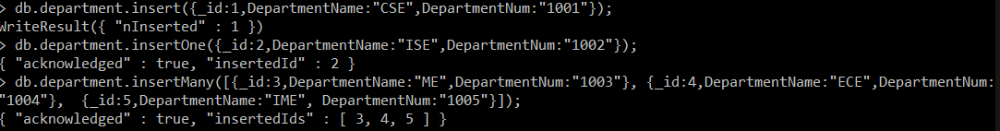 > db.department.insert({_id:1,DepartmentName:"CSE",DepartmentNum:"1001"});
WriteResult({ "nInserted" : 1 })
> db.department.insertOne({_id:2,DepartmentName:"ISE",DepartmentNum:"1002"});
{ "acknowledged" : true, "insertedId" : 2 }
> db.department.insertMany([{_id:3,DepartmentName:"ME",DepartmentNum:"1003"}, {_id:4,DepartmentName:"ECE",DepartmentNum:
"1004"},  {_id:5,DepartmentName:"IME", DepartmentNum:"1005"}]);
{ "acknowledged" : true, "insertedIds" : [ 3, 4, 5 ] }